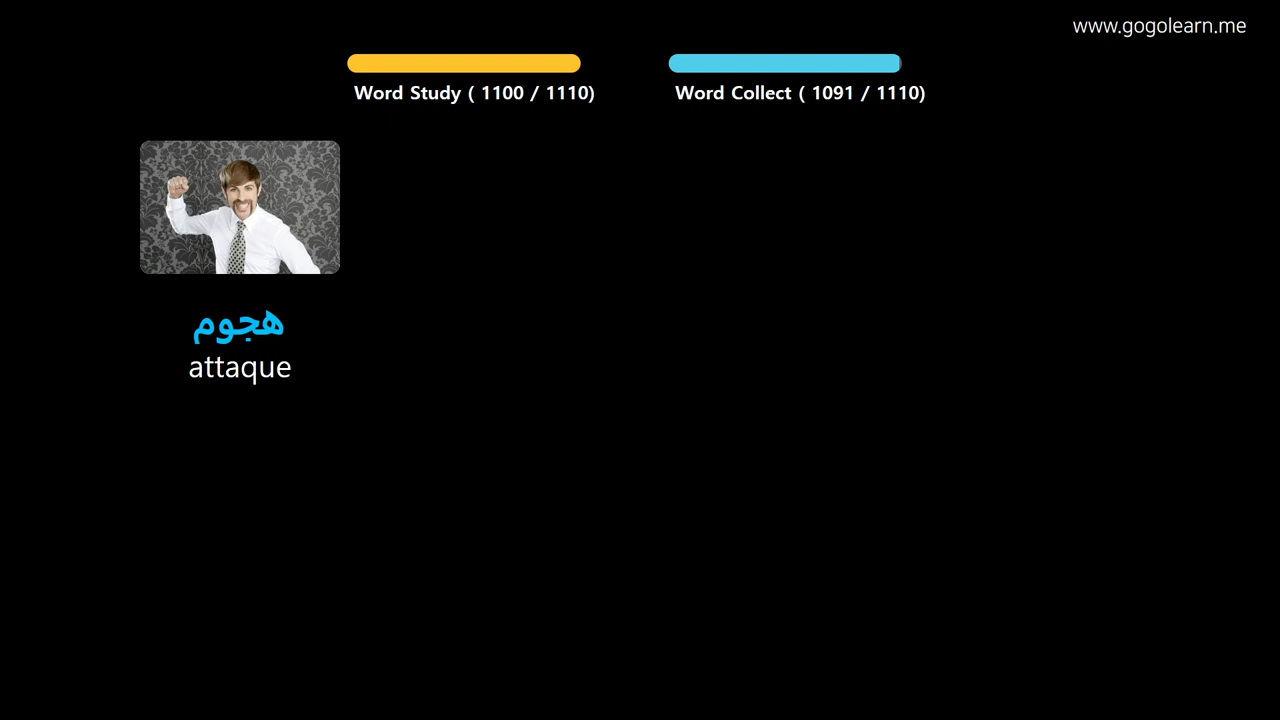 www.gogolearn.me
Word Study ( 1100 / 1110)
Word Collect ( 1091 / 1110)
هجوم
attaque